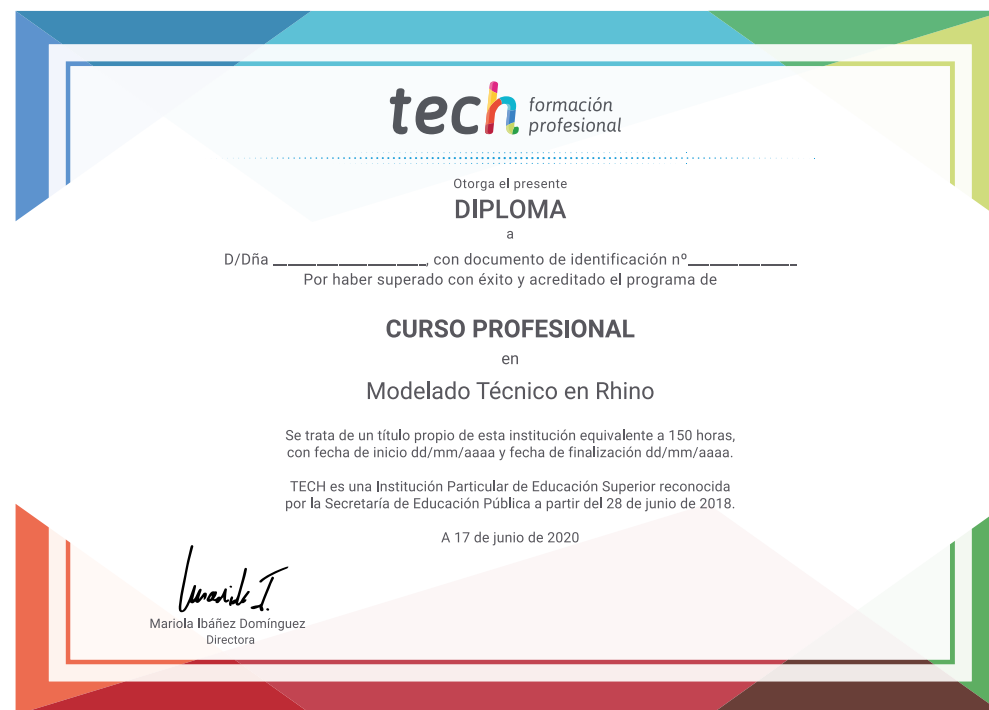 tech formación
profesional
Otorga el presente
DIPLOMA
a
D/Dña ____________________, con documento de identificación nº______________
Por haber superado con éxito y acreditado el programa de
CURSO PROFESIONAL
en
Modelado Técnico en Rhino
Se trata de un título propio de esta institución equivalente a 150 horas,
con fecha de inicio dd/mm/aaaa y fecha de finalización dd/mm/aaaa.
TECH es una Institución Particular de Educación Superior reconocida
por la Secretaría de Educación Pública a partir del 28 de junio de 2018.
A 17 de junio de 2020
Mariola Ibáñez Domínguez
Directora